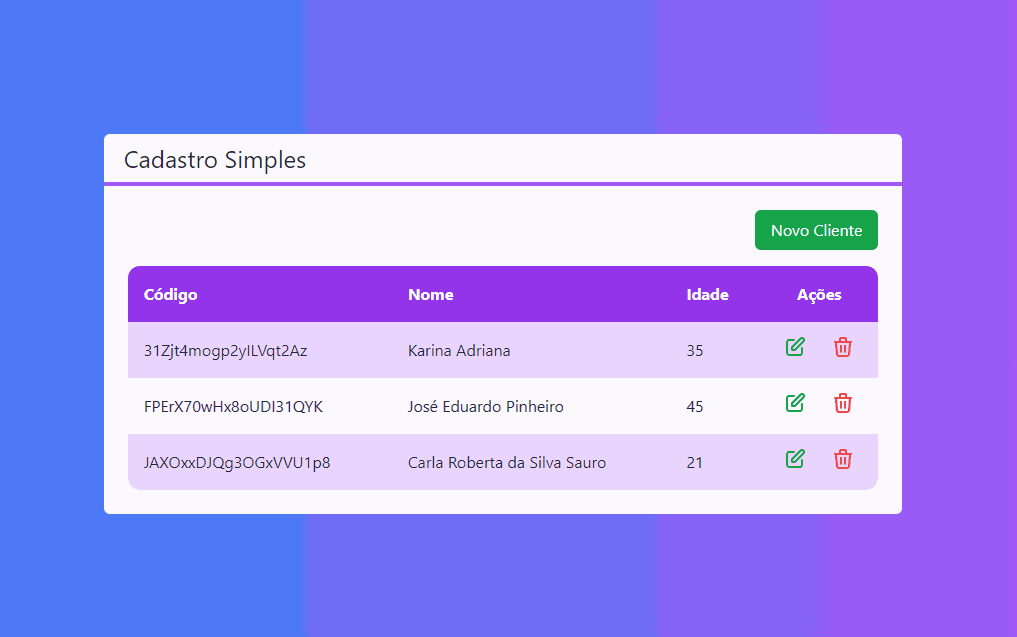 Cadastro Simples
Novo Cliente
Código Nome Idade Ações
31Zjt4mogp2yILVqt2Az Karina Adriana 35
FPErX70wHx8oUDI31QYK José Eduardo Pinheiro 45
JAXOxxDJQg3OGxVVU1p8 Carla Roberta da Silva Sauro 21